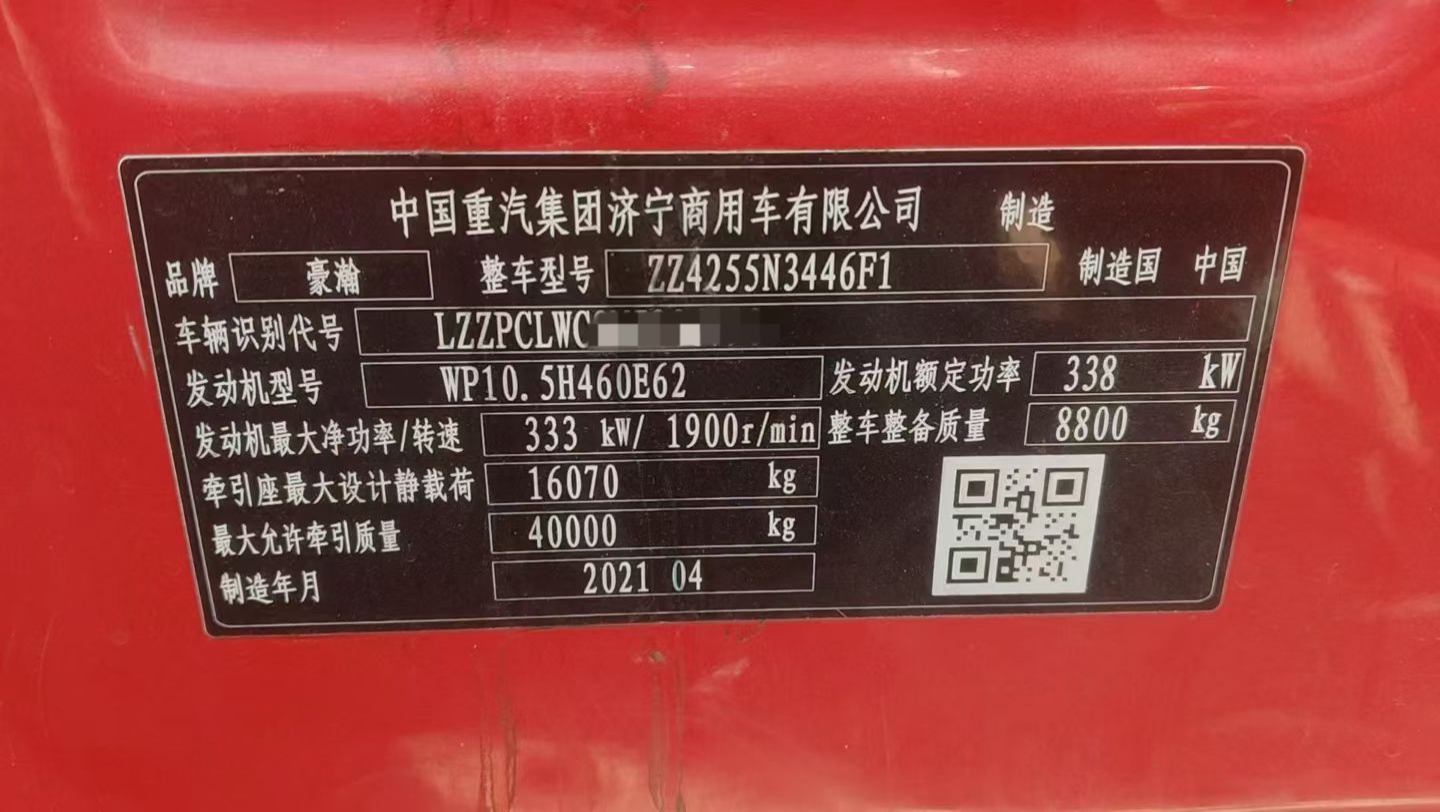 中国重汽集团济宁商用车有限公司 制造
品牌 豪瀚 整车型号 ZZ4255N3446F1 制造国 中国
车辆识别代号 LZZPCLWC
发动机型号 WP10.5H460E62 发动机额定功率 338 kW
发动机最大净功率/转速 333 kW/ 1900r/min 整车整备质量 8800 kg
牵引座最大设计静载荷 16070 kg
最大允许牵引质量 40000 kg
制造年月 2021 04